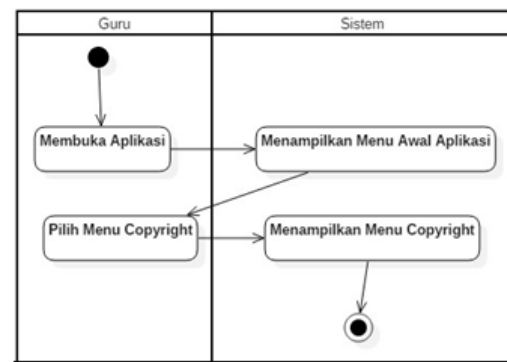 Guru
Sistem
Membuka Aplikasi
Menampilkan Menu Awal Aplikasi
Pilih Menu Copyright
Menampilkan Menu Copyright